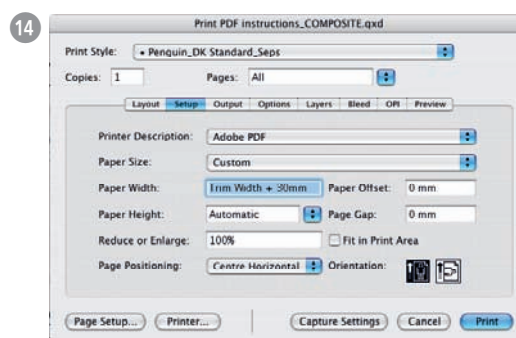 14
Print PDF instructions_COMPOSITE.qxd
Print Style: • Penguin_DK Standard_Seps
Copies: 1 Pages: All
Layout Setup Output Options Layers Bleed OPI Preview
Printer Description: Adobe PDF
Paper Size: Custom
Paper Width: Trim Width + 30mm Paper Offset: 0 mm
Paper Height: Automatic Page Gap: 0 mm
Reduce or Enlarge: 100% Fit in Print Area
Page Positioning: Centre Horizontal Orientation:
Page Setup... Printer... Capture Settings Cancel Print